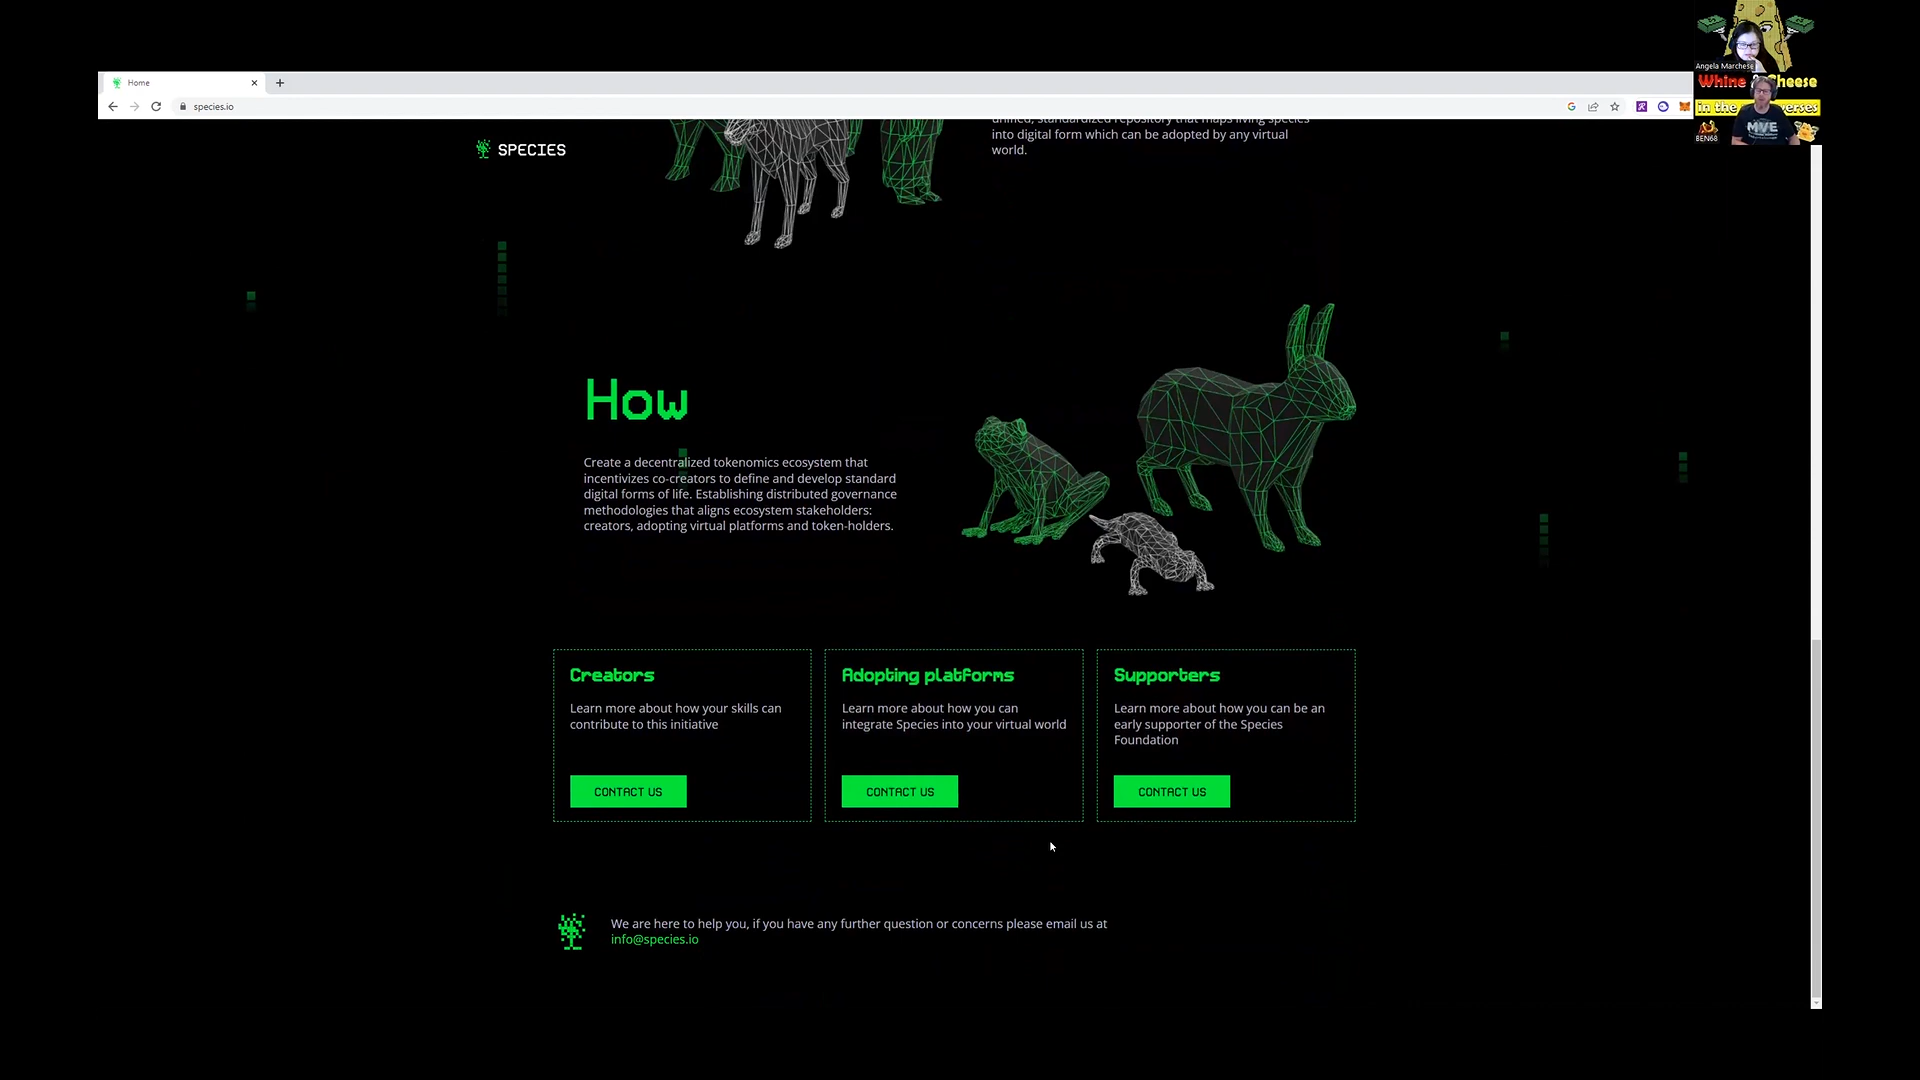 Home
species.io
Angela Marchese
Whine & Cheese
in the
verses
BEN68
MVE
SPECIES
unified, standardized repository that maps living species
into digital form which can be adopted by any virtual
world.
How
Create a decentralized tokenomics ecosystem that
incentivizes co-creators to define and develop standard
digital forms of life. Establishing distributed governance
methodologies that aligns ecosystem stakeholders:
creators, adopting virtual platforms and token-holders.
Creators
Learn more about how your skills can
contribute to this initiative
CONTACT US
Adopting platforms
Learn more about how you can
integrate Species into your virtual world
CONTACT US
Supporters
Learn more about how you can be an
early supporter of the Species
Foundation
CONTACT US
We are here to help you, if you have any further question or concerns please email us at
info@species.io